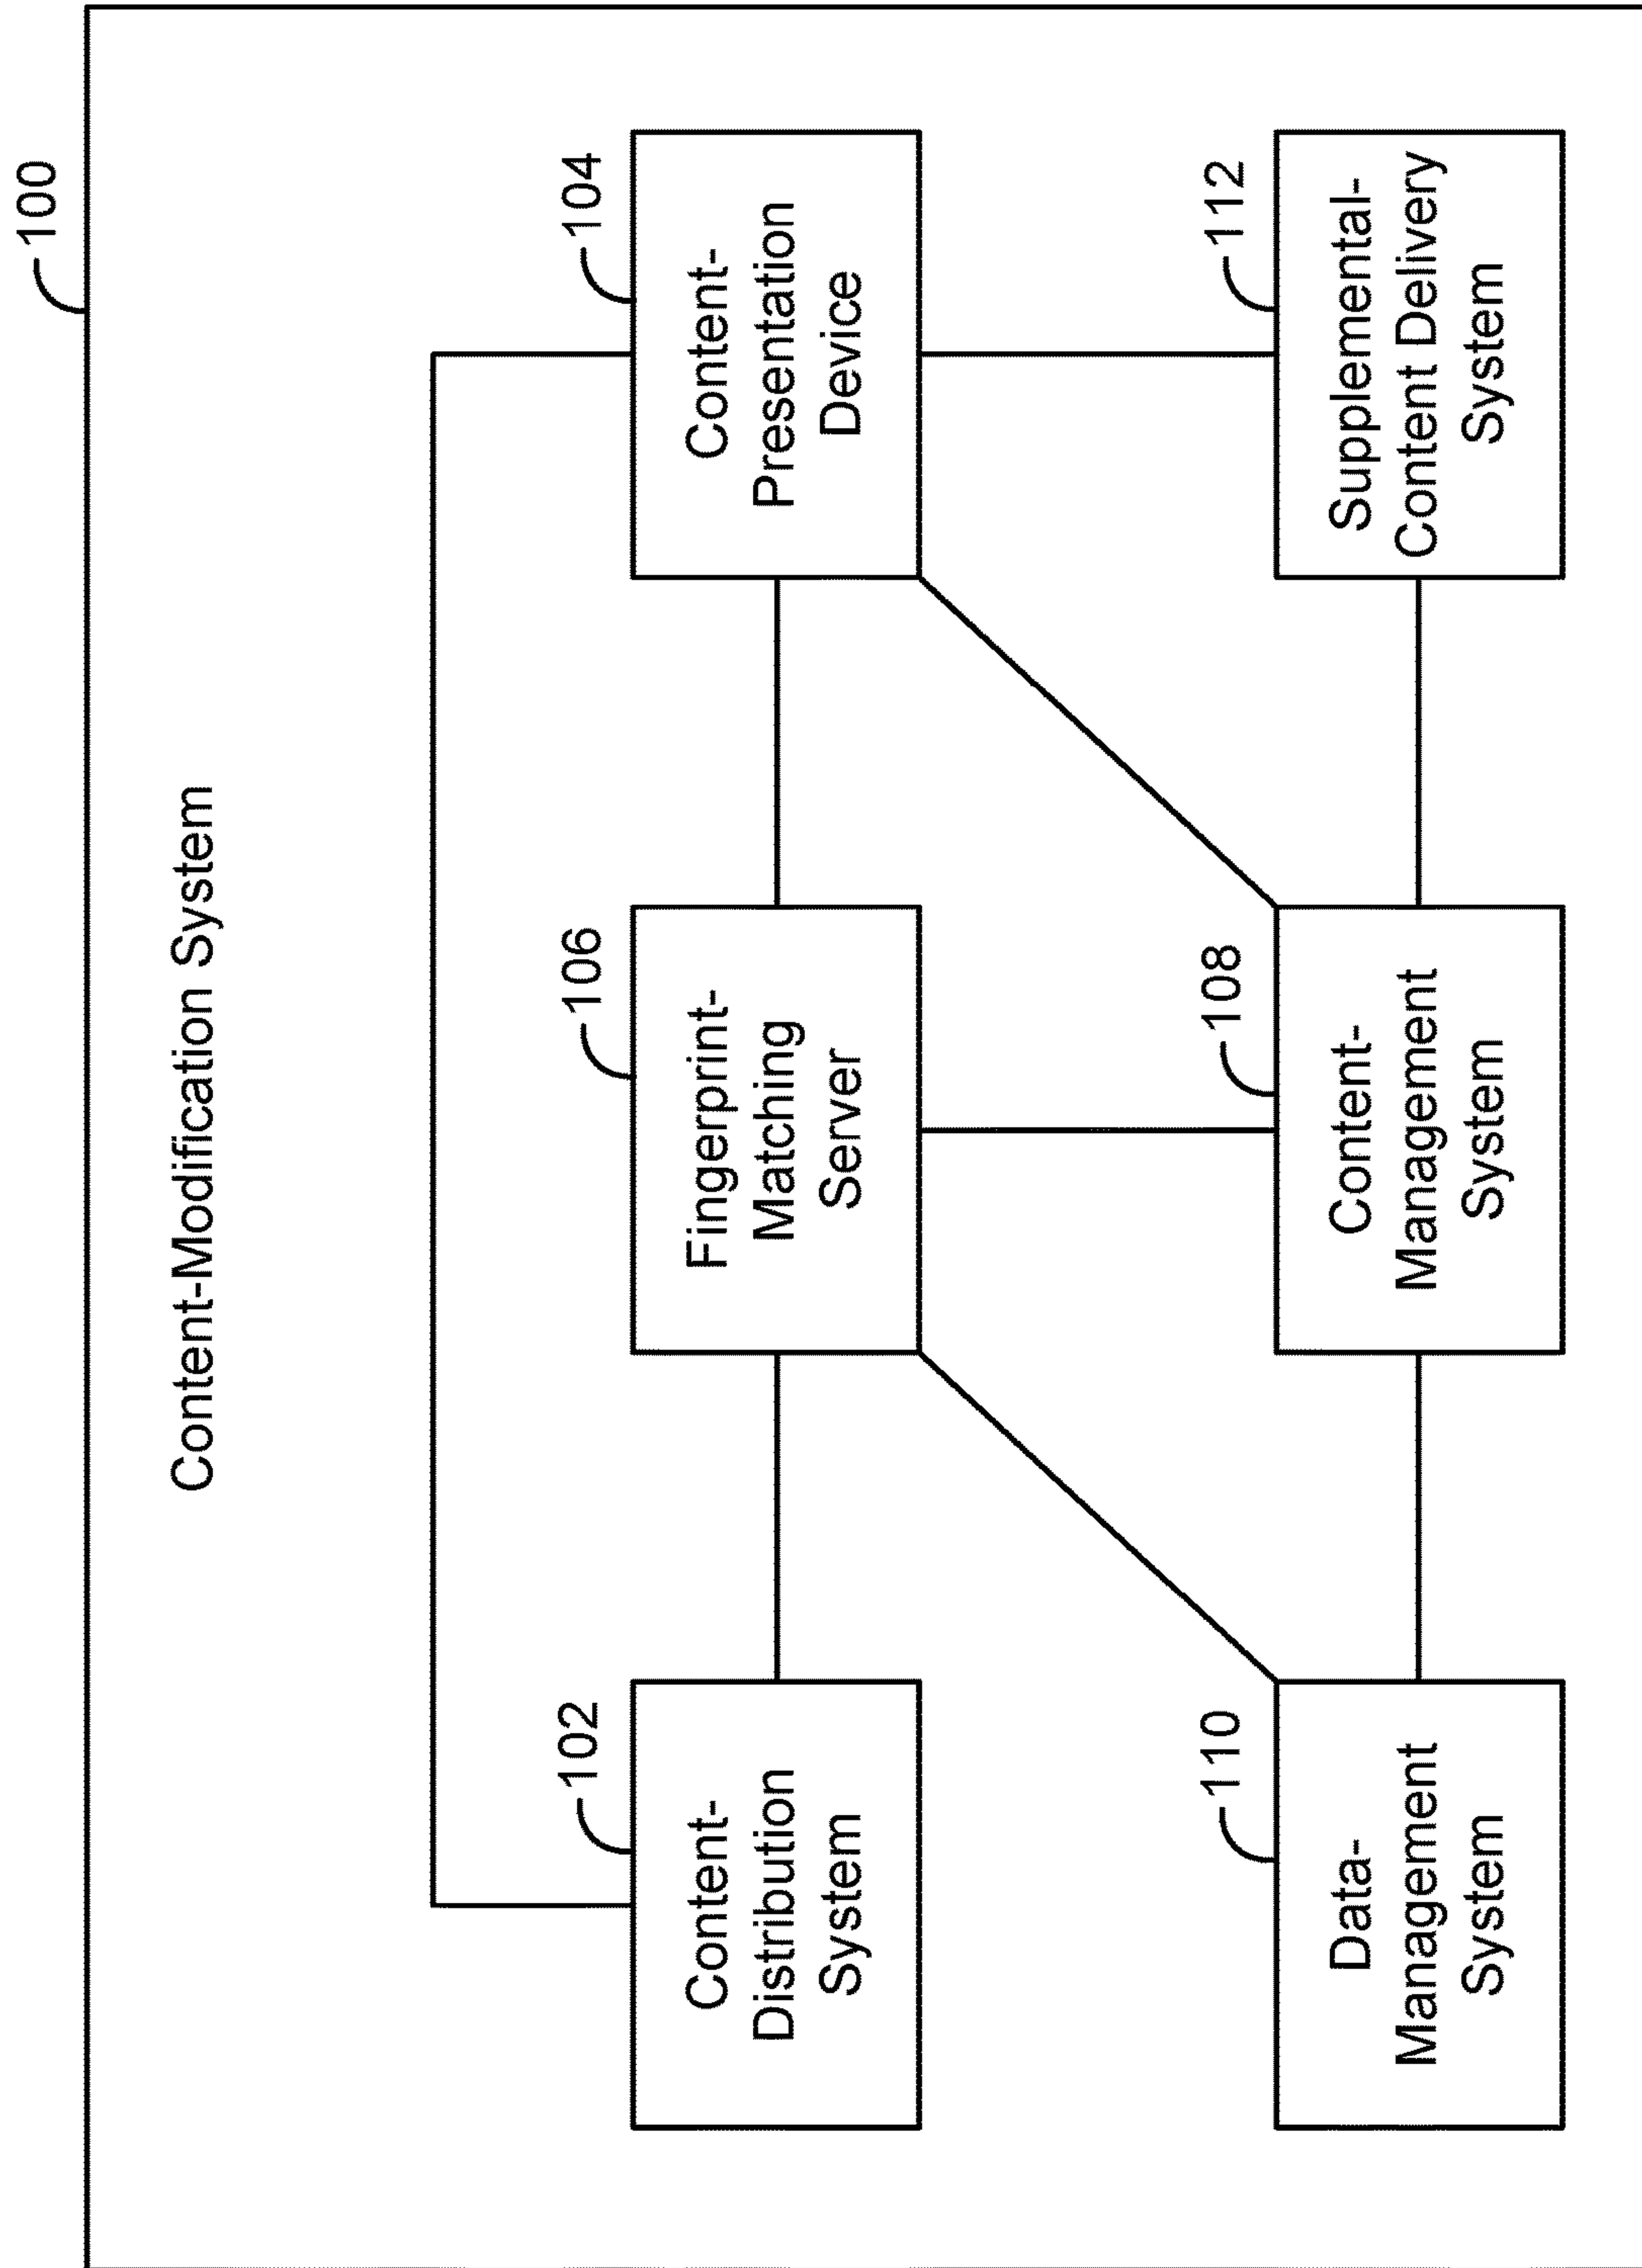 100
Content-Modification System
102
Content-
Distribution
System
106
Fingerprint-
Matching
Server
104
Content-
Presentation
Device
110
Data-
Management
System
108
Content-
Management
System
112
Supplemental-
Content Delivery
System